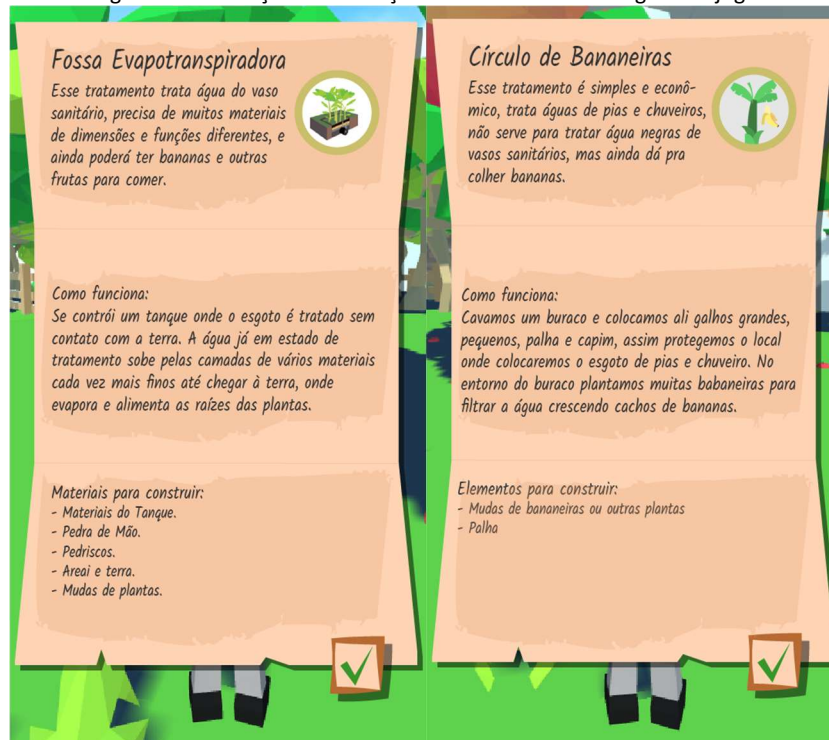 Fossa Evapotranspiradora
Esse tratamento trata água do vaso
sanitário, precisa de muitos materiais
de dimensões e funções diferentes, e
ainda poderá ter bananas e outras
frutas para comer.
Como funciona:
Se contrói um tanque onde o esgoto é tratado sem
contato com a terra. A água já em estado de
tratamento sobe pelas camadas de vários materiais
cada vez mais finos até chegar à terra, onde
evapora e alimenta as raízes das plantas.
Materiais para construir:
- Materiais do Tanque.
- Pedra de Mão.
- Pedriscos.
- Areai e terra.
- Mudas de plantas.
Círculo de Bananeiras
Esse tratamento é simples e econô-
mico, trata águas de pias e chuveiros,
não serve para tratar água negras de
vasos sanitários, mas ainda dá pra
colher bananas.
Como funciona:
Cavamos um buraco e colocamos ali galhos grandes,
pequenos, palha e capim, assim protegemos o local
onde colocaremos o esgoto de pias e chuveiro. No
entorno do buraco plantamos muitas babaneiras para
filtrar a água crescendo cachos de bananas.
Elementos para construir:
- Mudas de bananeiras ou outras plantas
- Palha